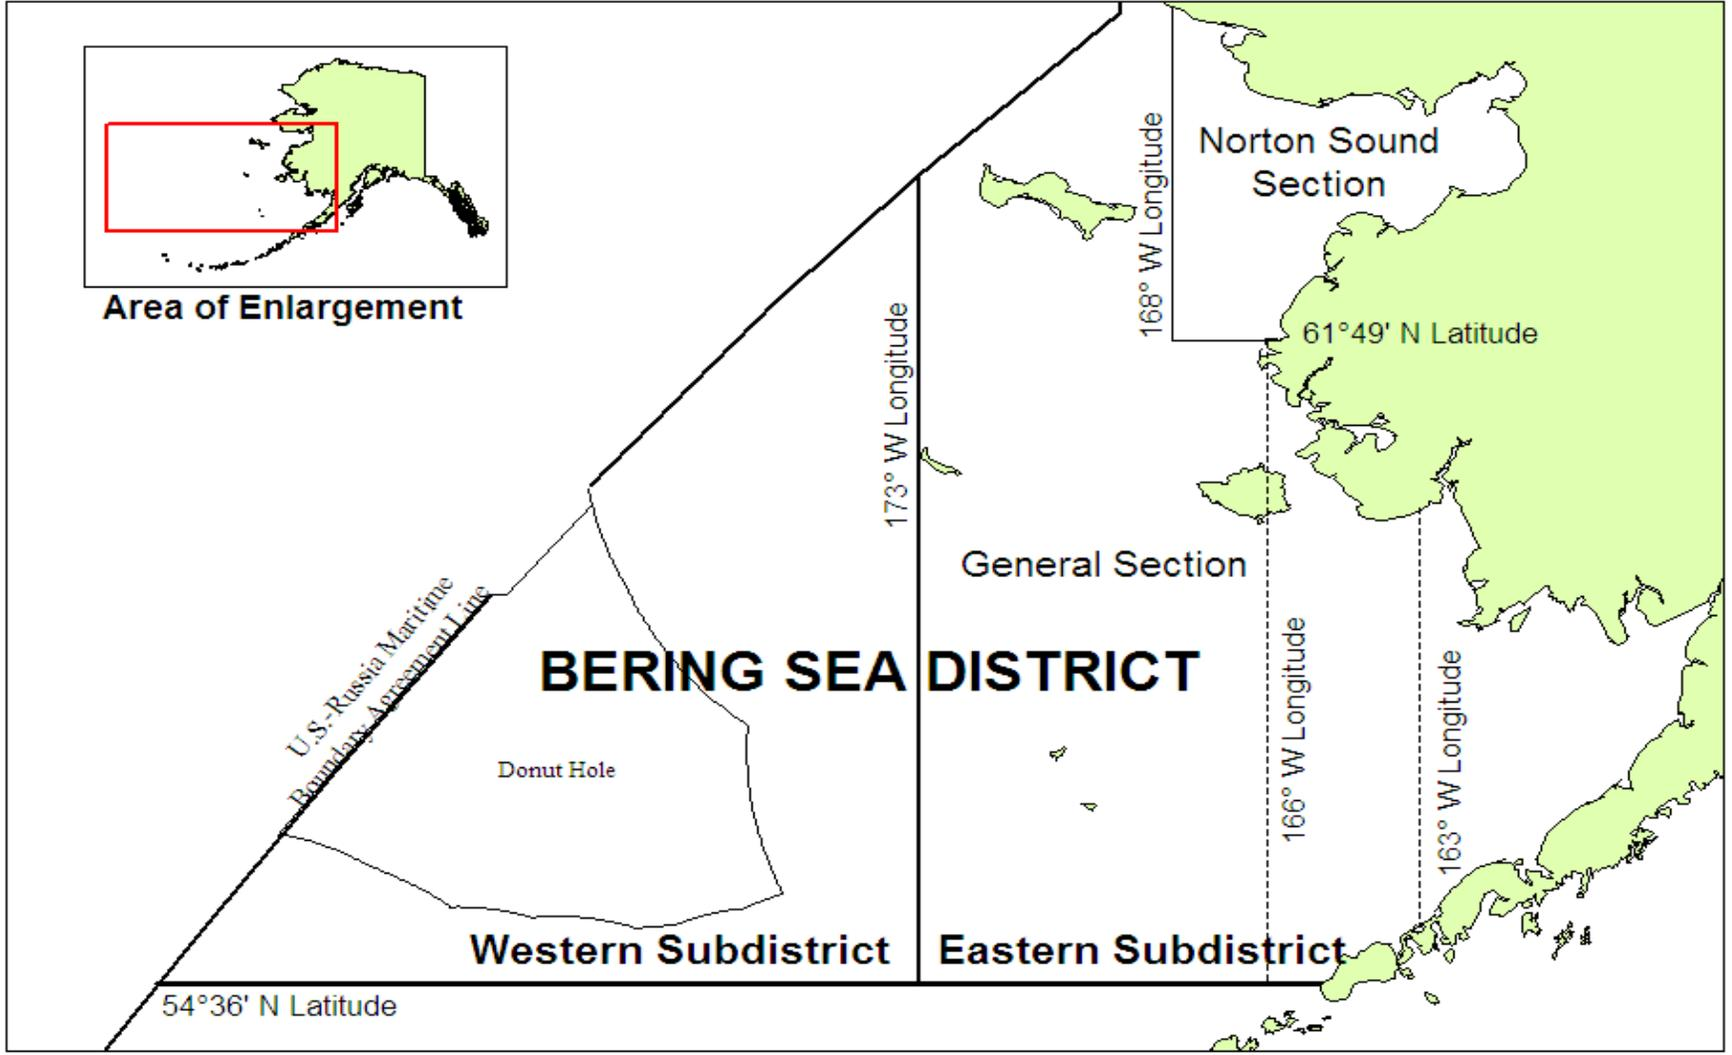 Area of Enlargement
Norton Sound
Section
168° W Longitude
61°49' N Latitude
173° W Longitude
General Section
U.S.-Russia Maritime
Boundary Agreement Line
BERING SEA DISTRICT
Donut Hole
166° W Longitude
163° W Longitude
Western Subdistrict
Eastern Subdistrict
54°36' N Latitude